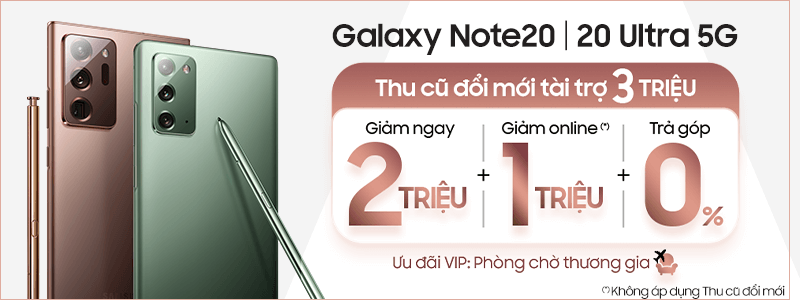 Galaxy Note20 | 20 Ultra 5G
Thu cũ đổi mới tài trợ 3 TRIỆU
Giảm ngay
2 TRIỆU
+
Giảm online (*)
1 TRIỆU
+
Trả góp
0%
Ưu đãi VIP: Phòng chờ thương gia
(*) Không áp dụng Thu cũ đổi mới